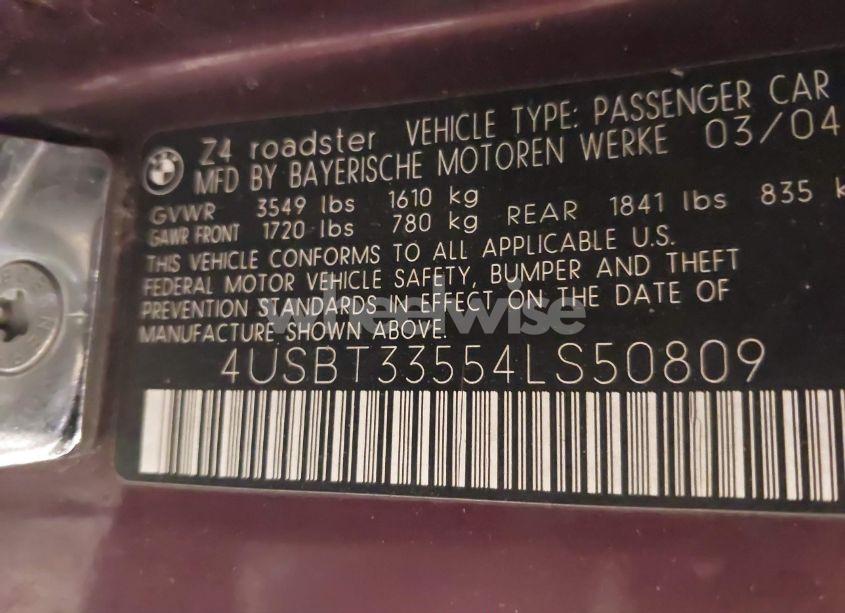 Z4 roadster VEHICLE TYPE: PASSENGER CAR
MFD BY BAYERISCHE MOTOREN WERKE 03/04
GVWR 3549 lbs 1610 kg
GAWR FRONT 1720 lbs 780 kg REAR 1841 lbs 835 k
THIS VEHICLE CONFORMS TO ALL APPLICABLE U.S.
FEDERAL MOTOR VEHICLE SAFETY, BUMPER AND THEFT
PREVENTION STANDARDS IN EFFECT ON THE DATE OF
MANUFACTURE SHOWN ABOVE.
wheelwise
4USBT33554LS50809